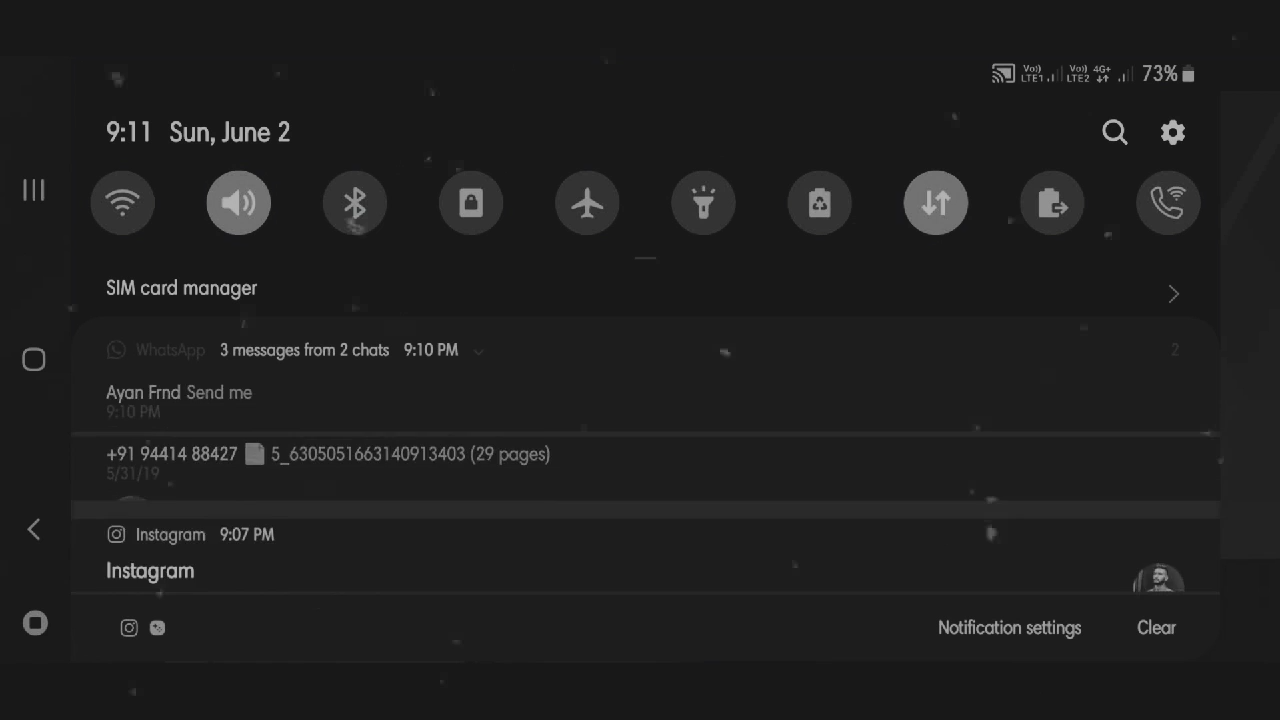 Vo)) LTE1 Vo)) LTE2 4G+ 73%
9:11 Sun, June 2
SIM card manager
WhatsApp 3 messages from 2 chats 9:10 PM 2
Ayan Frnd Send me
9:10 PM
+91 94414 88427 5_6305051663140913403 (29 pages)
5/31/19
Instagram 9:07 PM
Instagram
Notification settings Clear